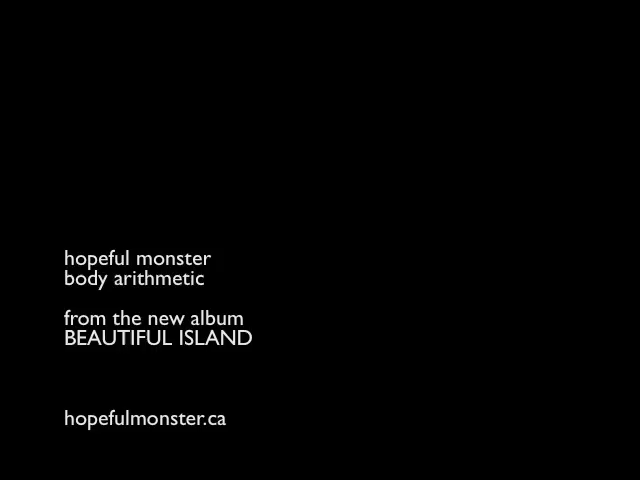 hopeful monster
body arithmetic
from the new album
BEAUTIFUL ISLAND
hopefulmonster.ca